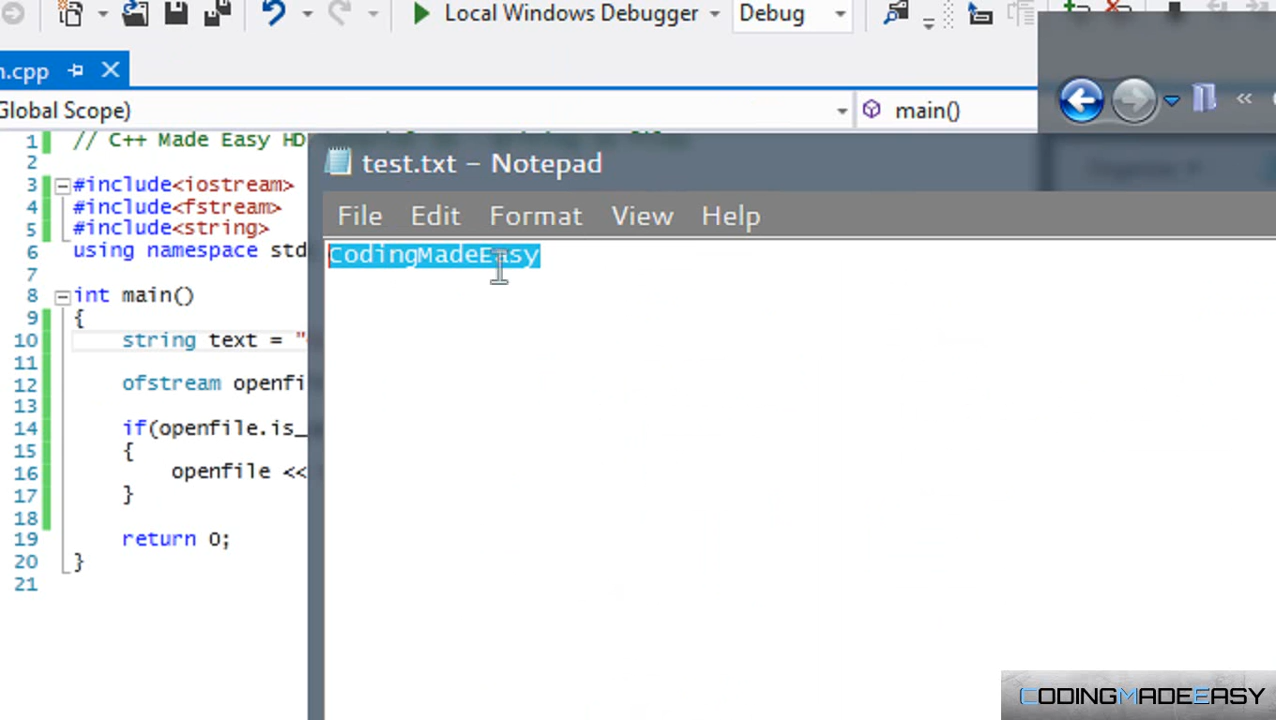 Local Windows Debugger
Debug
n.cpp
Global Scope)
main()
1 // C++ Made Easy HD
2
3 #include<iostream>
4 #include<fstream>
5 #include<string>
6 using namespace std
7
8 int main()
9 {
10 string text = "
11
12 ofstream openfi
13
14 if(openfile.is_
15 {
16 openfile <<
17 }
18
19 return 0;
20 }
21
test.txt – Notepad
File Edit Format View Help
CodingMadeEasy
CODINGMADEEASY